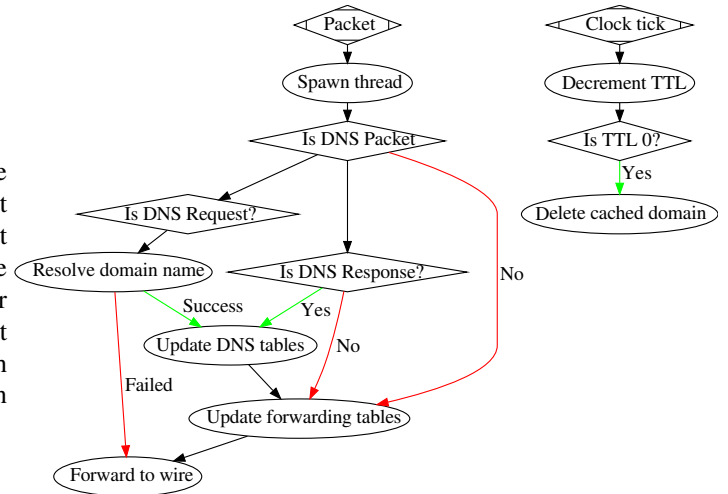 Packet
Clock tick
Spawn thread
Decrement TTL
Is DNS Packet
Is TTL 0?
Yes
Is DNS Request?
Delete cached domain
Resolve domain name
Is DNS Response?
No
Success
Yes
Update DNS tables
No
Failed
Update forwarding tables
Forward to wire